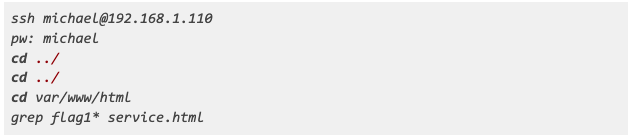 ssh michael@192.168.1.110
pw: michael
cd ../
cd ../
cd var/www/html
grep flag1* service.html